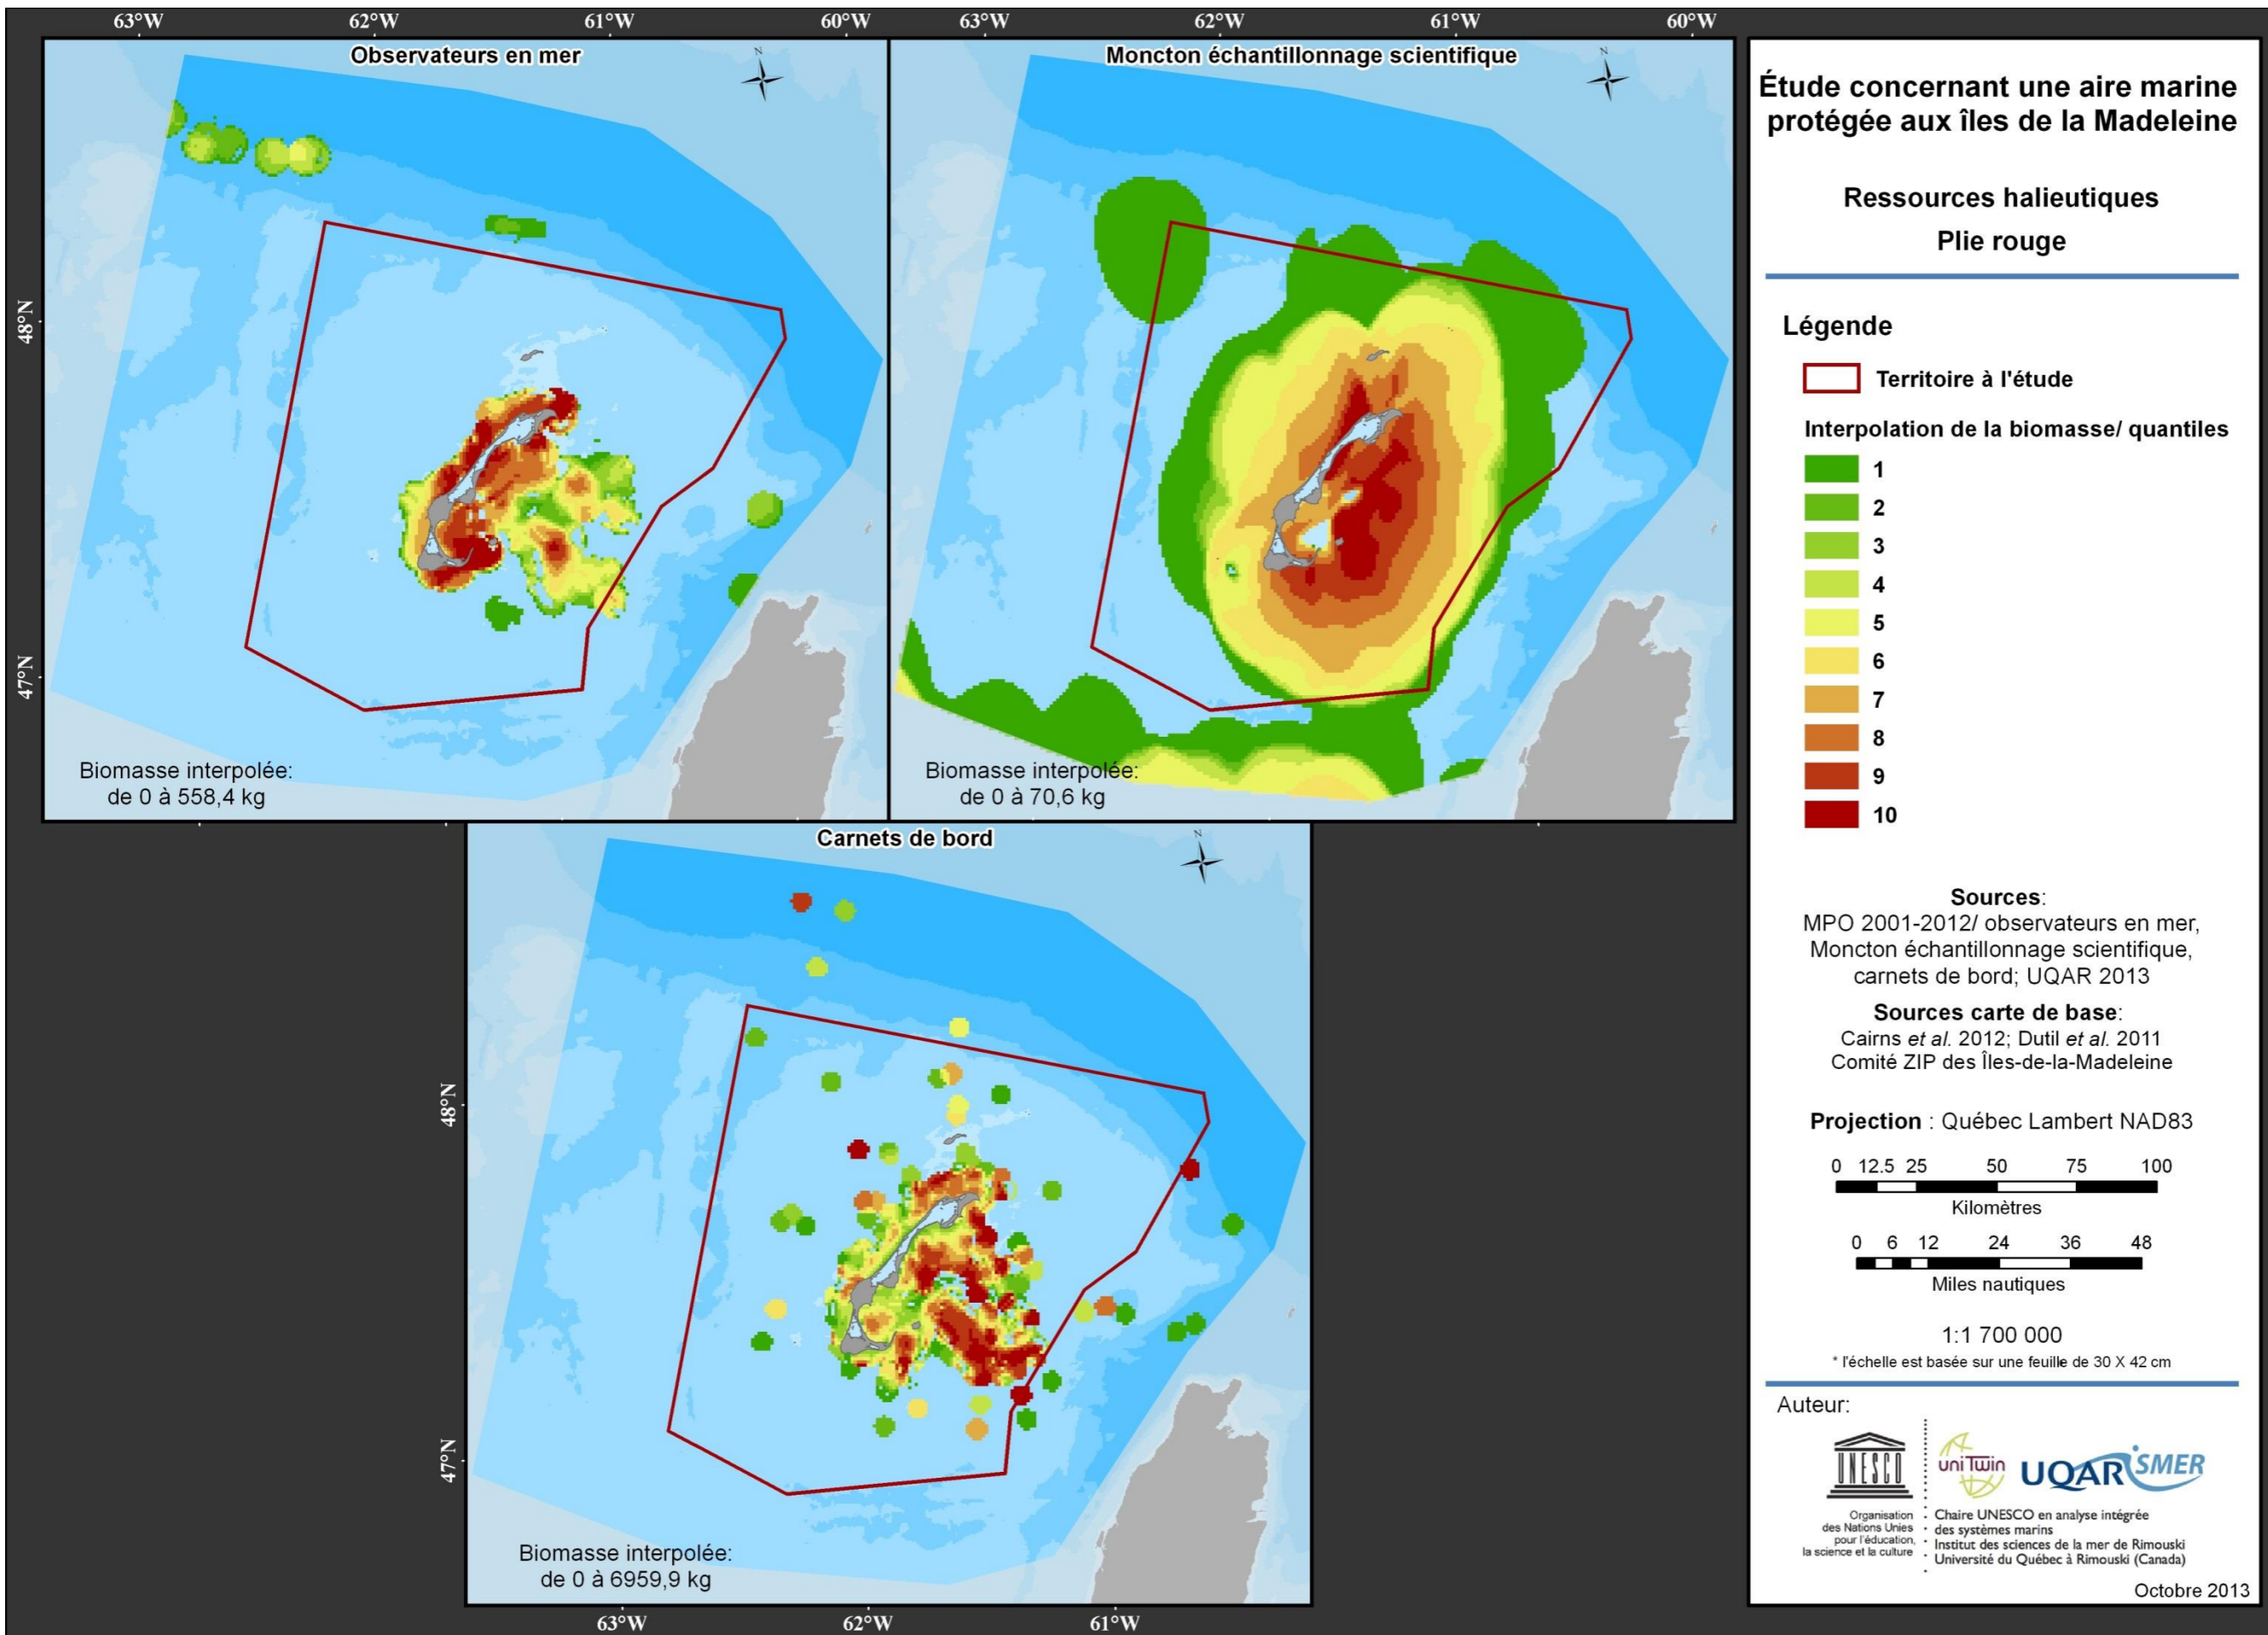 63°W 62°W 61°W 60°W 63°W 62°W 61°W 60°W
Observateurs en mer
N
48°N
47°N
Biomasse interpolée:
de 0 à 558,4 kg
Moncton échantillonnage scientifique
N
Biomasse interpolée:
de 0 à 70,6 kg
Carnets de bord
N
48°N
47°N
Biomasse interpolée:
de 0 à 6959,9 kg
63°W 62°W 61°W
Étude concernant une aire marine
protégée aux îles de la Madeleine
Ressources halieutiques
Plie rouge
Légende
Territoire à l'étude
Interpolation de la biomasse/ quantiles
1
2
3
4
5
6
7
8
9
10
Sources:
MPO 2001-2012/ observateurs en mer,
Moncton échantillonnage scientifique,
carnets de bord; UQAR 2013
Sources carte de base:
Cairns et al. 2012; Dutil et al. 2011
Comité ZIP des Îles-de-la-Madeleine
Projection : Québec Lambert NAD83
0 12.5 25 50 75 100
Kilomètres
0 6 12 24 36 48
Miles nautiques
1:1 700 000
* l'échelle est basée sur une feuille de 30 X 42 cm
Auteur:
UNESCO
uniTwin
UQAR ISMER
Organisation
des Nations Unies
pour l'éducation,
la science et la culture
Chaire UNESCO en analyse intégrée
des systèmes marins
Institut des sciences de la mer de Rimouski
Université du Québec à Rimouski (Canada)
Octobre 2013